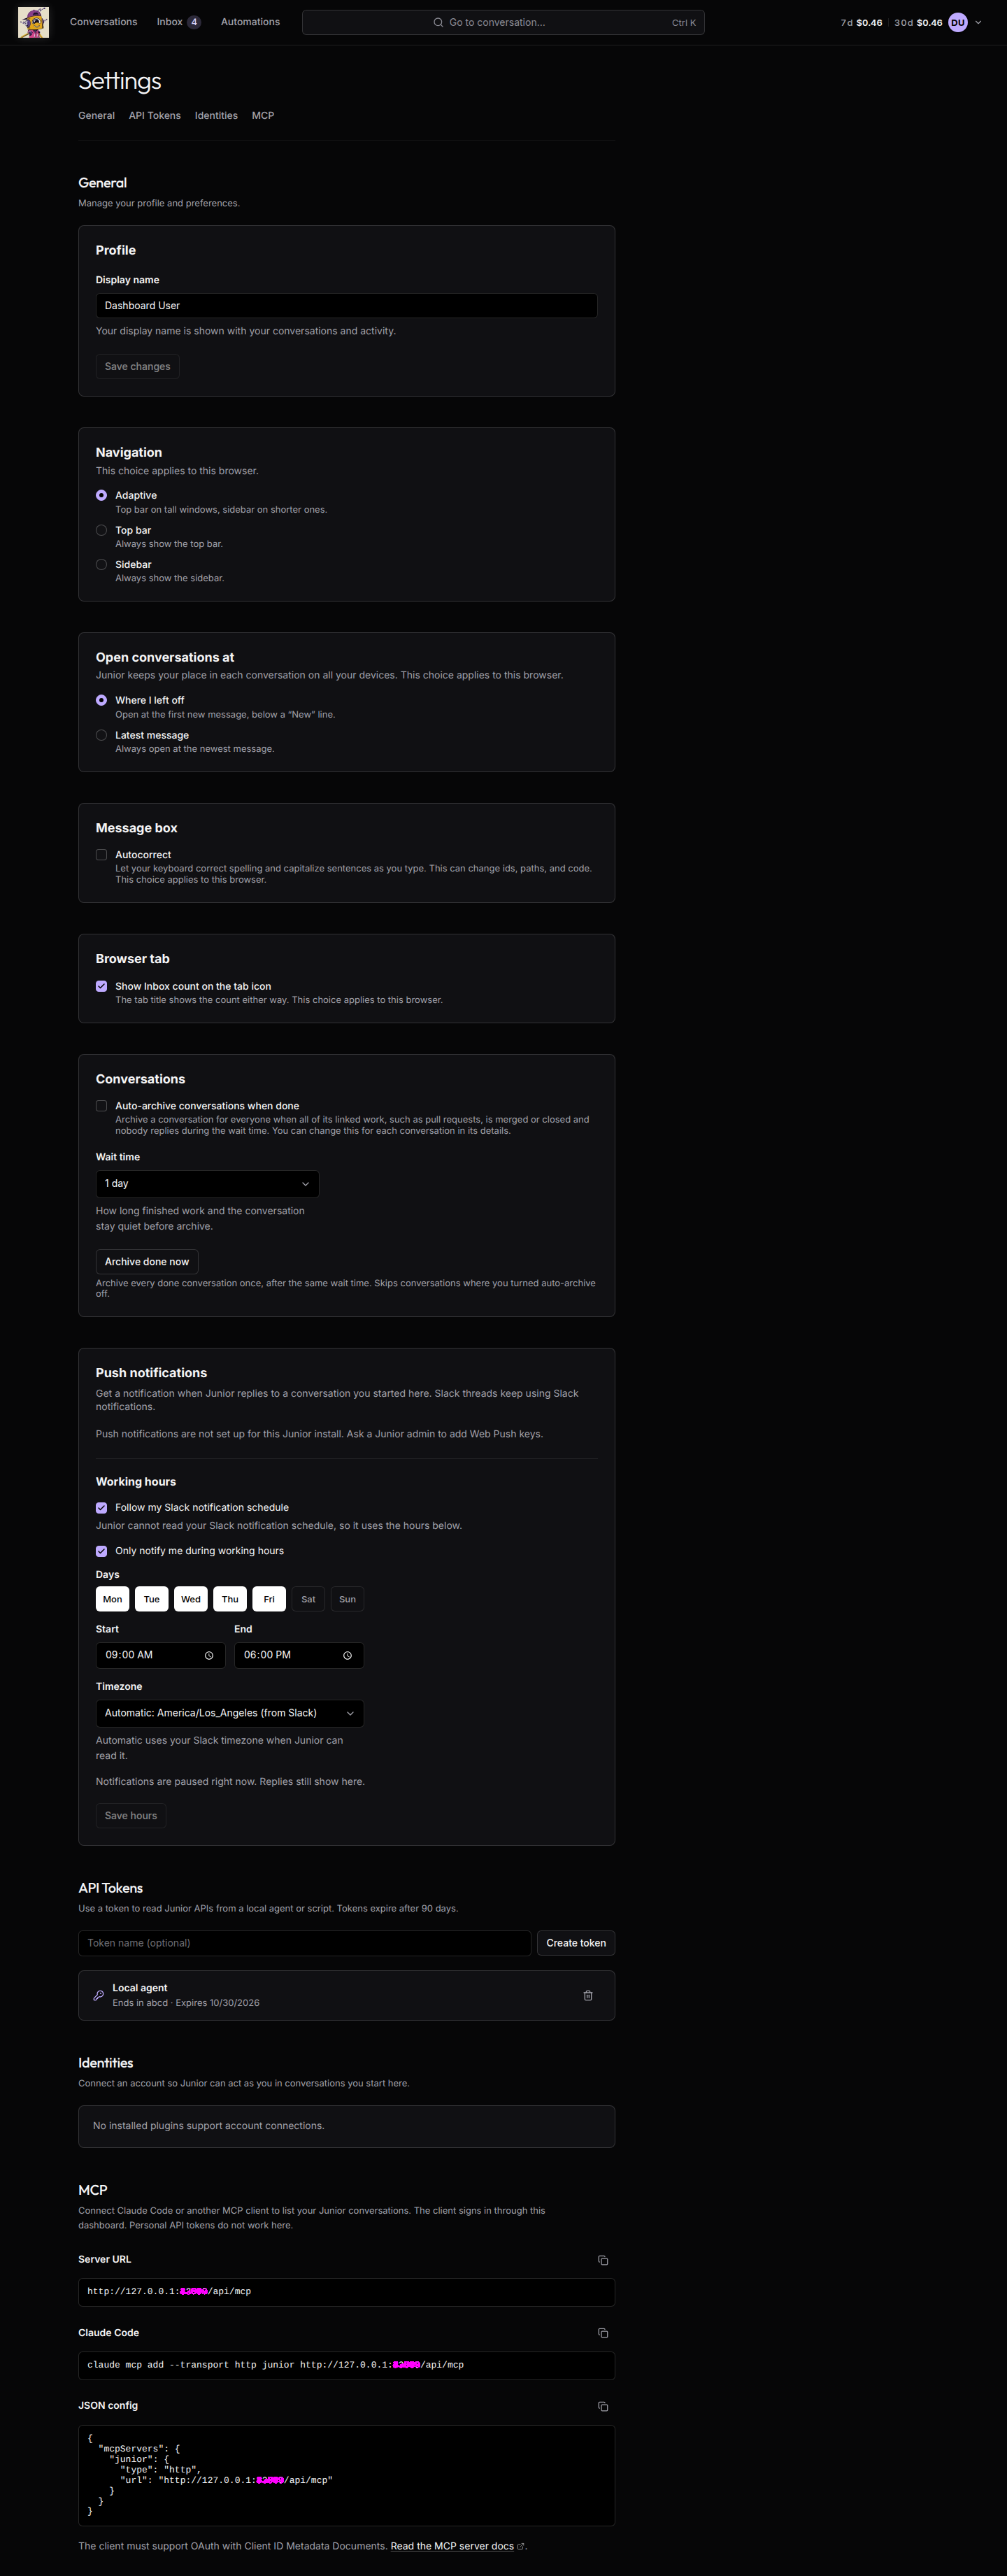 Conversations
Inbox 4
Automations
Go to conversation...
Ctrl K
7d $0.46
30d $0.46
DU
Settings
General
API Tokens
Identities
MCP
General
Manage your profile and preferences.
Profile
Display name
Dashboard User
Your display name is shown with your conversations and activity.
Save changes
Navigation
This choice applies to this browser.
Adaptive
Top bar on tall windows, sidebar on shorter ones.
Top bar
Always show the top bar.
Sidebar
Always show the sidebar.
Open conversations at
Junior keeps your place in each conversation on all your devices. This choice applies to this browser.
Where I left off
Open at the first new message, below a “New” line.
Latest message
Always open at the newest message.
Message box
Autocorrect
Let your keyboard correct spelling and capitalize sentences as you type. This can change ids, paths, and code.
This choice applies to this browser.
Browser tab
Show Inbox count on the tab icon
The tab title shows the count either way. This choice applies to this browser.
Conversations
Auto-archive conversations when done
Archive a conversation for everyone when all of its linked work, such as pull requests, is merged or closed and
nobody replies during the wait time. You can change this for each conversation in its details.
Wait time
1 day
How long finished work and the conversation
stay quiet before archive.
Archive done now
Archive every done conversation once, after the same wait time. Skips conversations where you turned auto-archive
off.
Push notifications
Get a notification when Junior replies to a conversation you started here. Slack threads keep using Slack
notifications.
Push notifications are not set up for this Junior install. Ask a Junior admin to add Web Push keys.
Working hours
Follow my Slack notification schedule
Junior cannot read your Slack notification schedule, so it uses the hours below.
Only notify me during working hours
Days
Mon Tue Wed Thu Fri Sat Sun
Start End
09:00 AM 06:00 PM
Timezone
Automatic: America/Los_Angeles (from Slack)
Automatic uses your Slack timezone when Junior can
read it.
Notifications are paused right now. Replies still show here.
Save hours
API Tokens
Use a token to read Junior APIs from a local agent or script. Tokens expire after 90 days.
Token name (optional)
Create token
Local agent
Ends in abcd · Expires 10/30/2026
Identities
Connect an account so Junior can act as you in conversations you start here.
No installed plugins support account connections.
MCP
Connect Claude Code or another MCP client to list your Junior conversations. The client signs in through this
dashboard. Personal API tokens do not work here.
Server URL
http://127.0.0.1: /api/mcp
Claude Code
claude mcp add --transport http junior http://127.0.0.1: /api/mcp
JSON config
{
"mcpServers": {
"junior": {
"type": "http",
"url": "http://127.0.0.1: /api/mcp"
}
}
}
The client must support OAuth with Client ID Metadata Documents. Read the MCP server docs.